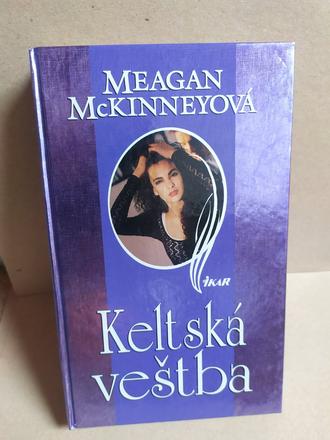 MEAGAN
McKINNEYOVÁ
IKAR
Keltská
veštba